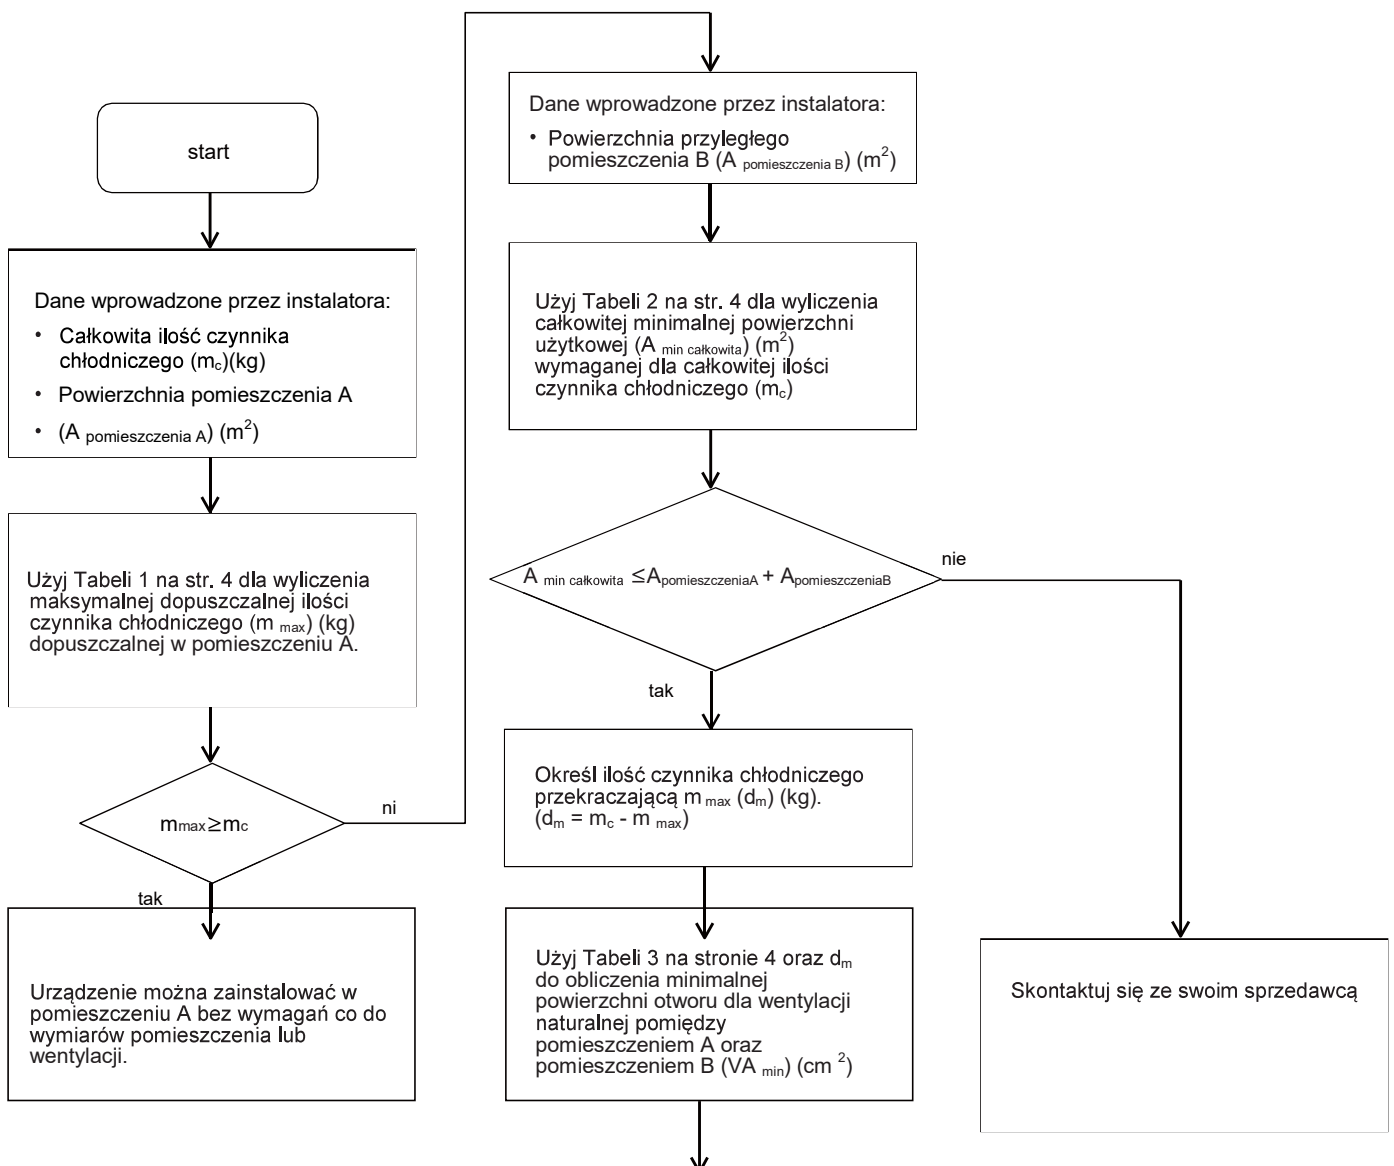 start
Dane wprowadzone przez instalatora:
• Całkowita ilość czynnika
chłodniczego (mc)(kg)
• Powierzchnia pomieszczenia A
• (A pomieszczenia A) (m²)
Użyj Tabeli 1 na str. 4 dla wyliczenia
maksymalnej dopuszczalnej ilości
czynnika chłodniczego (m max) (kg)
dopuszczalnej w pomieszczeniu A.
mmax≥mc
ni
tak
Urządzenie można zainstalować w
pomieszczeniu A bez wymagań co do
wymiarów pomieszczenia lub
wentylacji.
Dane wprowadzone przez instalatora:
• Powierzchnia przyległego
pomieszczenia B (A pomieszczenia B) (m²)
Użyj Tabeli 2 na str. 4 dla wyliczenia
całkowitej minimalnej powierzchni
użytkowej (A min całkowita) (m²)
wymaganej dla całkowitej ilości
czynnika chłodniczego (mc)
A min całkowita ≤ApomieszczeniaA + ApomieszczeniaB
nie
tak
Określ ilość czynnika chłodniczego
przekraczającą m max (dm) (kg).
(dm = mc - m max)
Użyj Tabeli 3 na stronie 4 oraz dm
do obliczenia minimalnej
powierzchni otworu dla wentylacji
naturalnej pomiędzy
pomieszczeniem A oraz
pomieszczeniem B (VA min) (cm ²)
Skontaktuj się ze swoim sprzedawcą